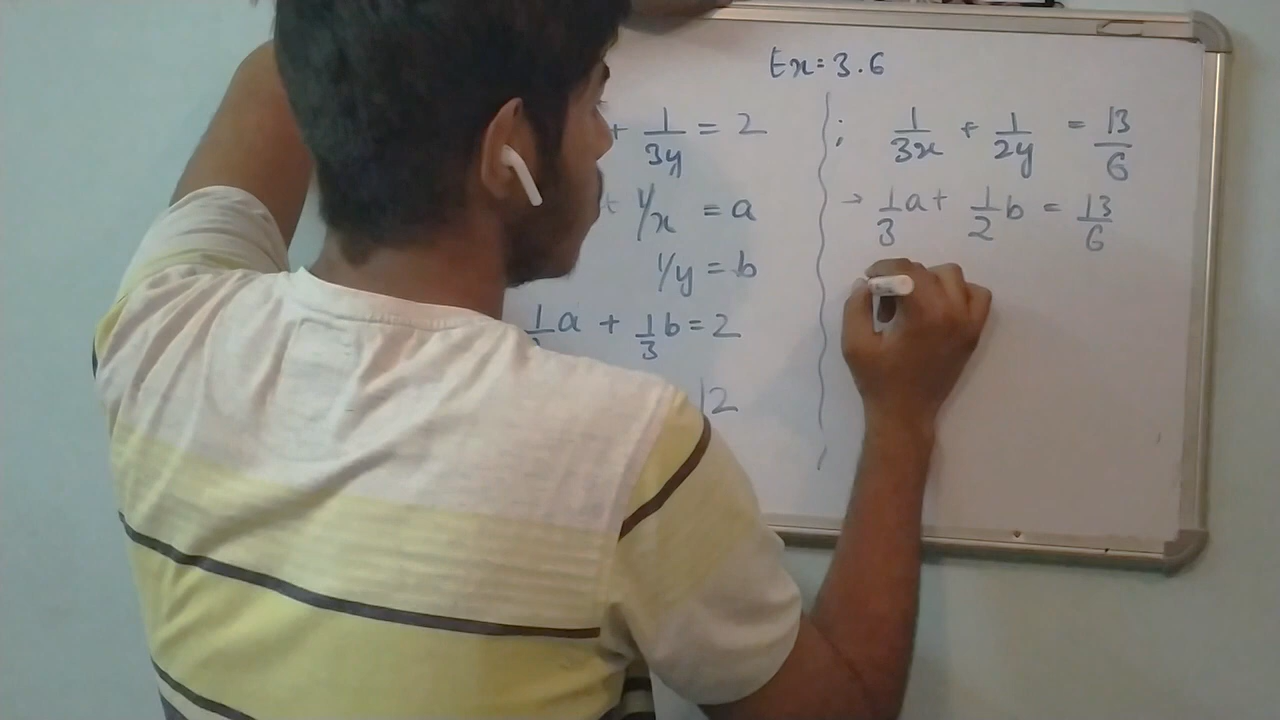 Ex = 3.6
+ 1/3y = 2
1/x = a
1/y = b
a + 1/3 b = 2
12
; 1/3x + 1/2y = 13/6
→ 1/3 a + 1/2 b = 13/6